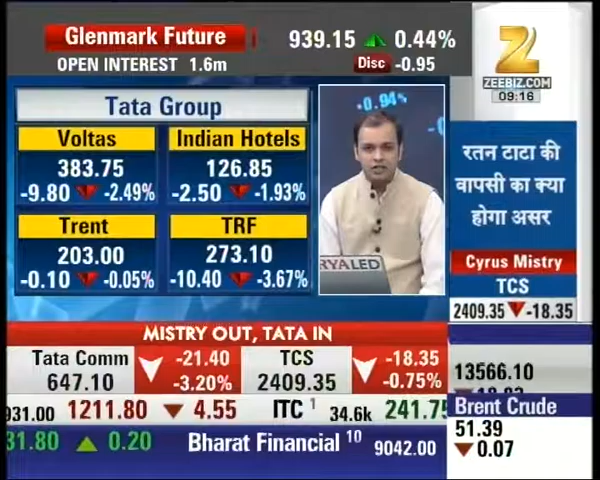 Glenmark Future
939.15 0.44%
OPEN INTEREST 1.6m
Disc -0.95
ZEEBIZ.COM
09:16
Tata Group
Voltas
383.75
-9.80 -2.49%
Indian Hotels
126.85
-2.50 -1.93%
Trent
203.00
-0.10 -0.05%
TRF
273.10
-10.40 -3.67%
-0.94%
RYALED
रतन टाटा की
वापसी का क्या
होगा असर
Cyrus Mistry
TCS
2409.35 -18.35
MISTRY OUT, TATA IN
Tata Comm
647.10
-21.40
-3.20%
TCS
2409.35
-18.35
-0.75%
13566.10
931.00 1211.80 4.55 ITC 1 34.6k 241.75
Brent Crude
51.39
0.07
31.80 0.20 Bharat Financial 10 9042.00